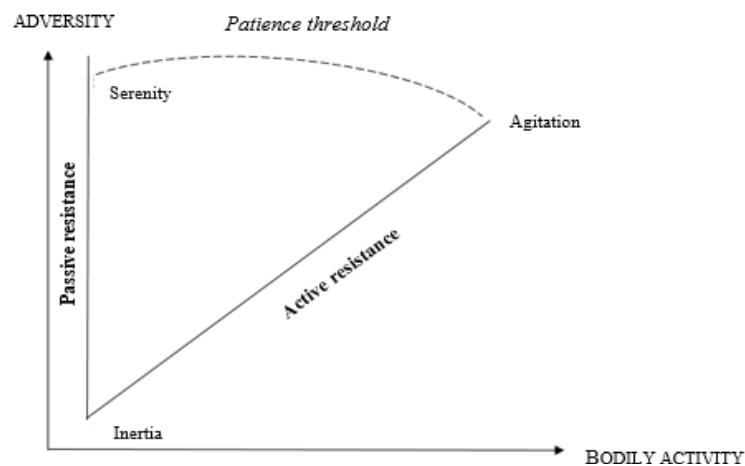 ADVERSITY
Patience threshold
Serenity
Agitation
Passive resistance
Active resistance
Inertia
BODILY ACTIVITY